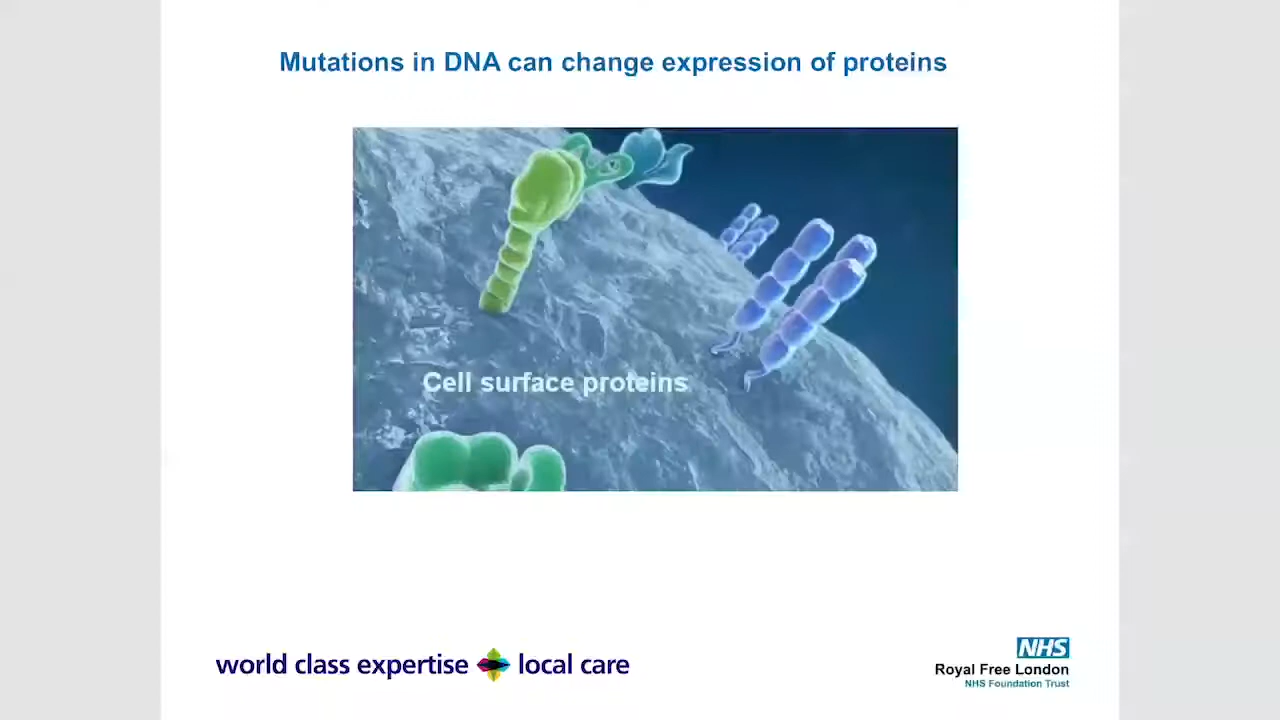 Mutations in DNA can change expression of proteins
Cell surface proteins
world class expertise local care
NHS
Royal Free London
NHS Foundation Trust